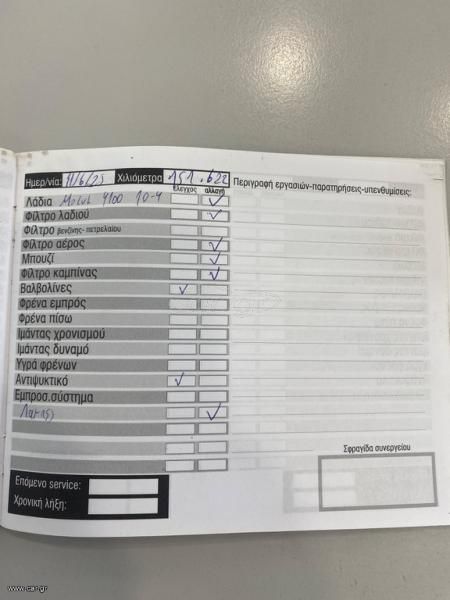 Ημερ/νία: 11/6/25 Χιλιόμετρα 151.622
έλεγχος αλλαγή Περιγραφή εργασιών-παρατηρήσεις-υπενθυμίσεις:
Λάδια Motul 4100 10-4 ✓
Φίλτρο λαδιού ✓
Φίλτρο βενζίνης- πετρελαίου
Φίλτρο αέρος ✓
Μπουζί ✓
Φίλτρο καμπίνας ✓
Βαλβολίνες ✓
Φρένα εμπρός
Φρένα πίσω
Ιμάντας χρονισμού
Ιμάντας δυναμό
Υγρά φρένων
Αντιψυκτικό ✓
Εμπροσ.σύστημα
✓
Σφραγίδα συνεργείου
Επόμενο service:
Χρονική λήξη:
www.car.gr